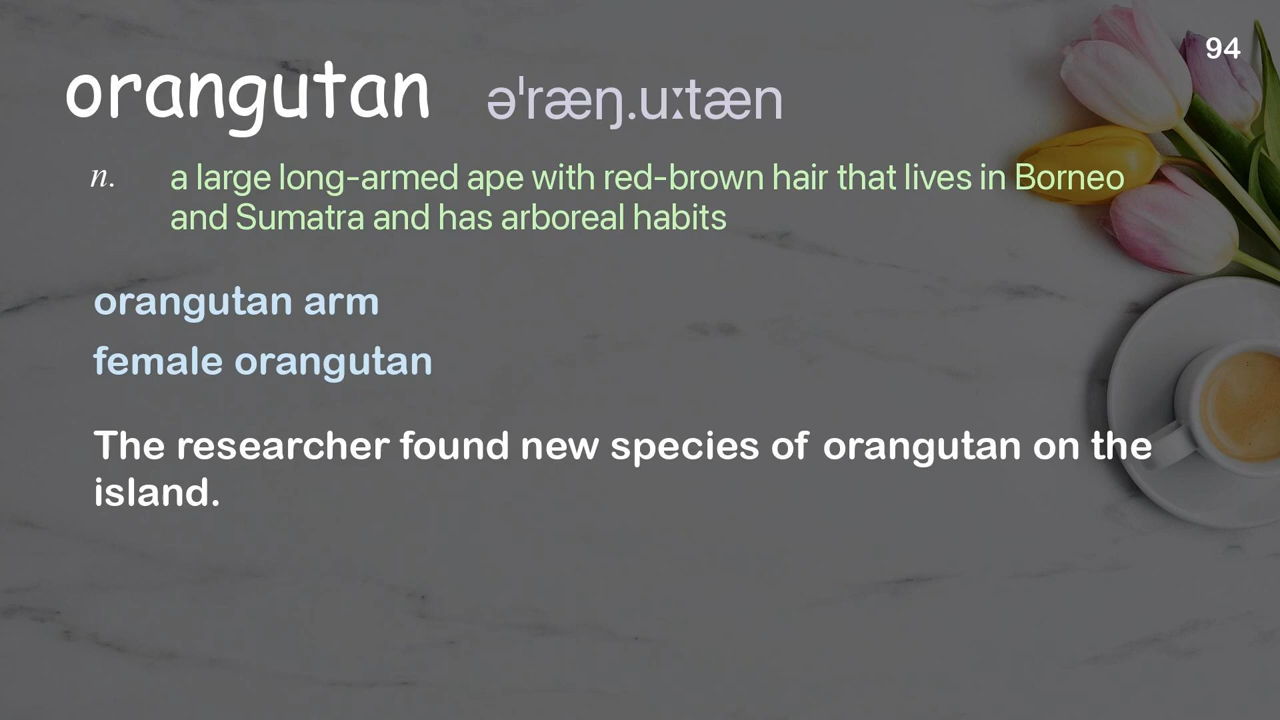 94
orangutan əˈræŋ.uːtæn
n. a large long-armed ape with red-brown hair that lives in Borneo
and Sumatra and has arboreal habits
orangutan arm
female orangutan
The researcher found new species of orangutan on the
island.